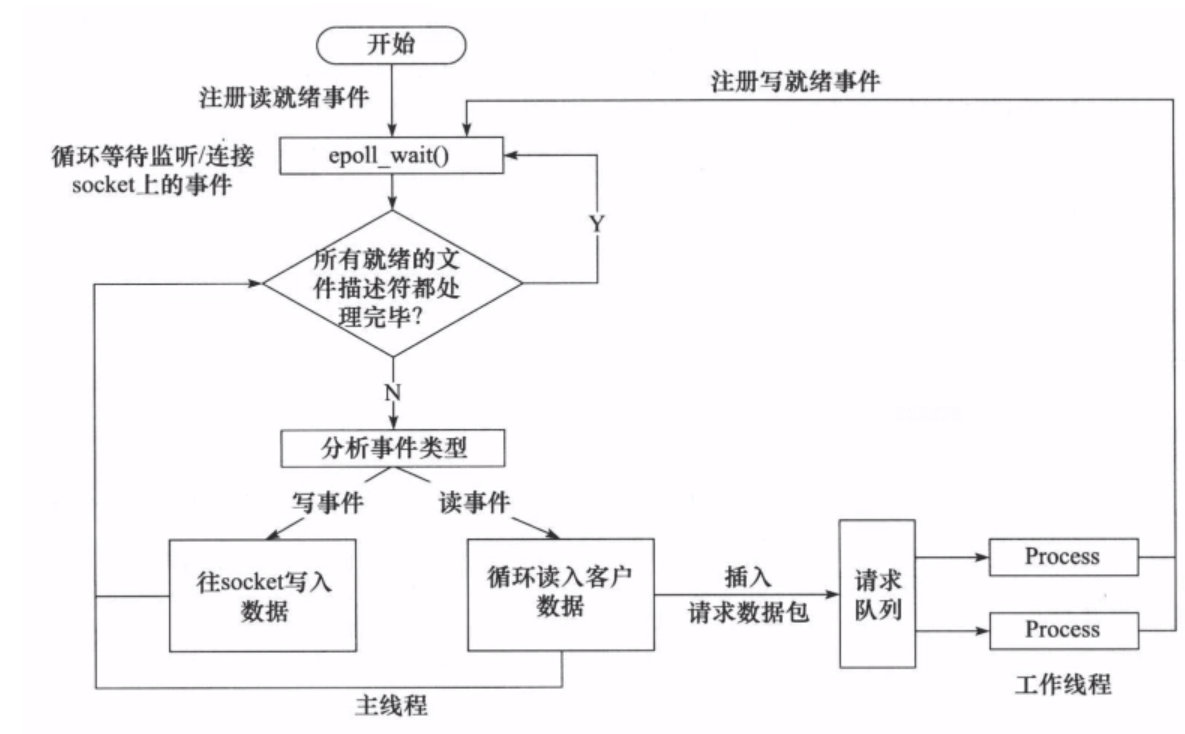 开始
注册读就绪事件
注册写就绪事件
循环等待监听/连接
socket上的事件
epoll_wait()
Y
所有就绪的文
件描述符都处
理完毕？
N
分析事件类型
写事件
读事件
往socket写入
数据
循环读入客户
数据
插入
请求数据包
请求
队列
Process
Process
工作线程
主线程